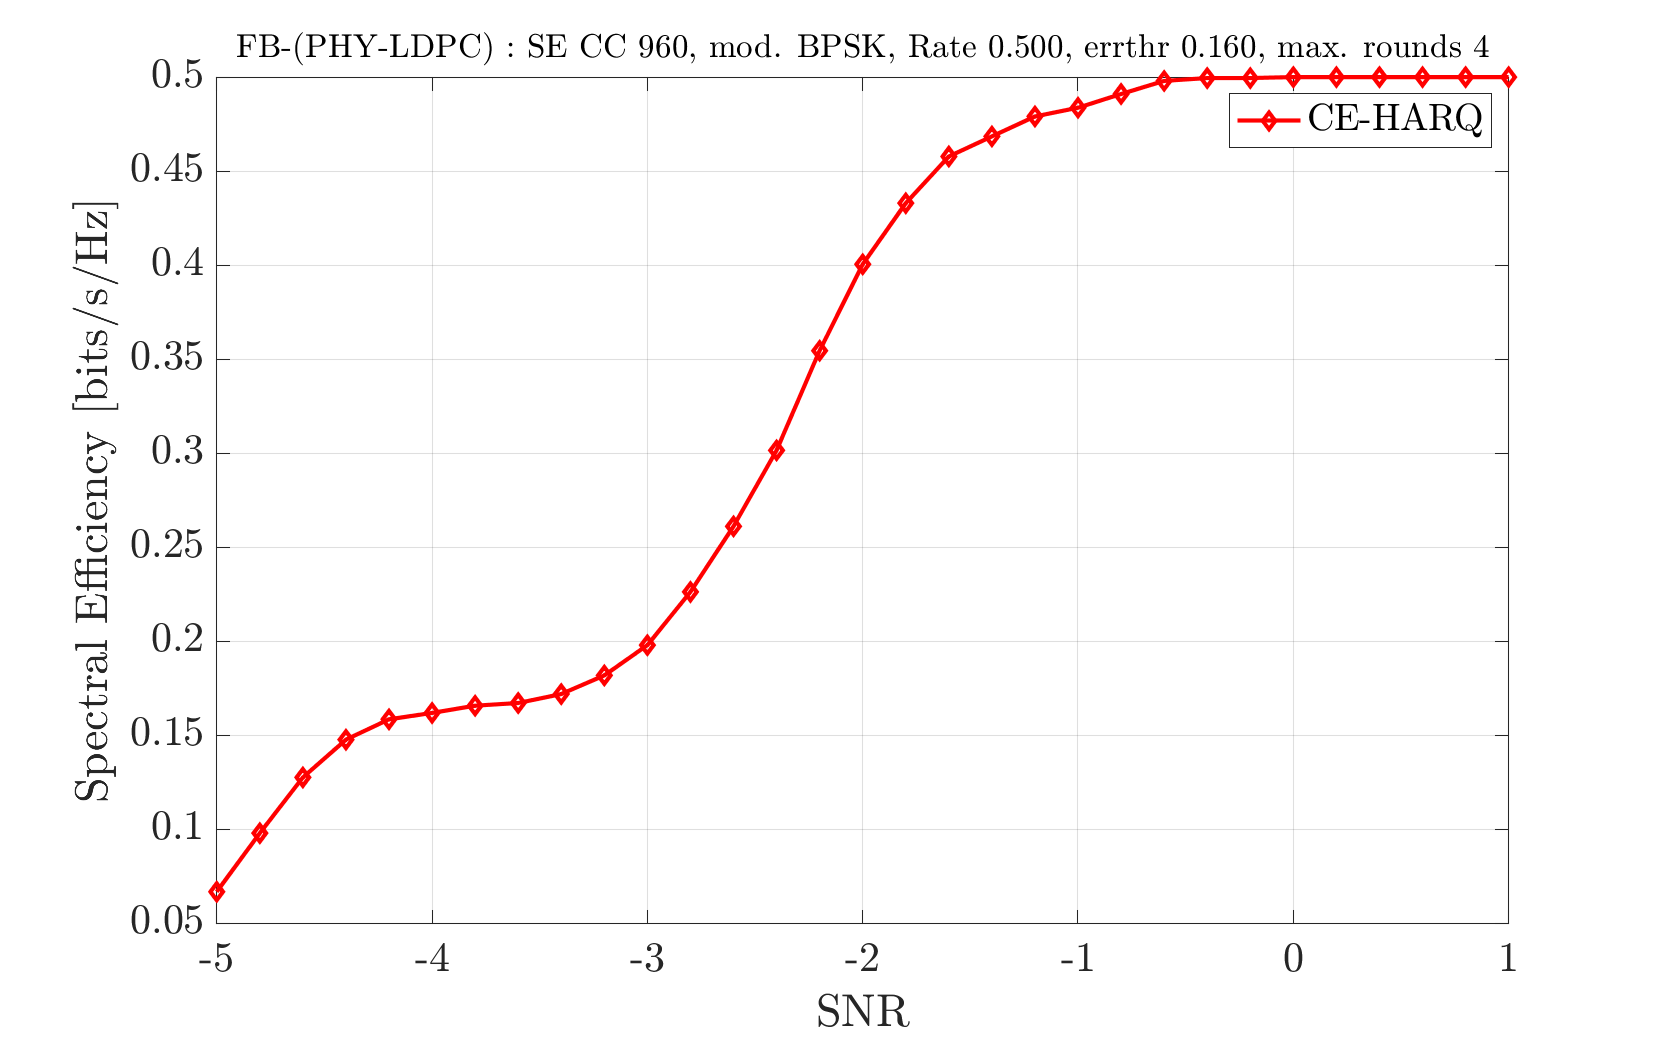 FB-(PHY-LDPC) : SE CC 960, mod. BPSK, Rate 0.500, errthr 0.160, max. rounds 4
CE-HARQ
0.5
0.45
0.4
0.35
0.3
0.25
0.2
0.15
0.1
0.05
Spectral Efficiency [bits/s/Hz]
-5 -4 -3 -2 -1 0 1
SNR